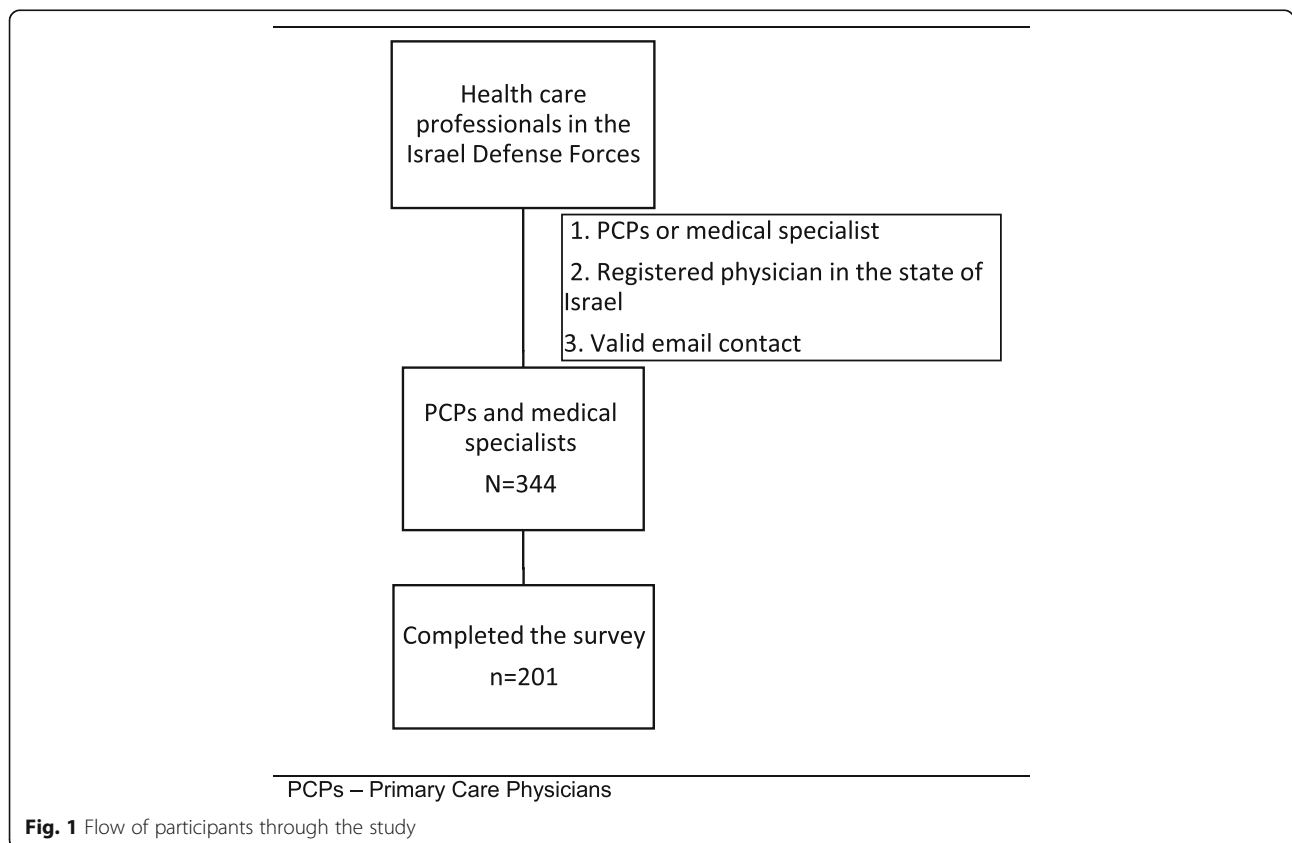 Health care
professionals in the
Israel Defense Forces
1. PCPs or medical specialist
2. Registered physician in the state of
Israel
3. Valid email contact
PCPs and medical
specialists
N=344
Completed the survey
n=201
PCPs – Primary Care Physicians
Fig. 1 Flow of participants through the study